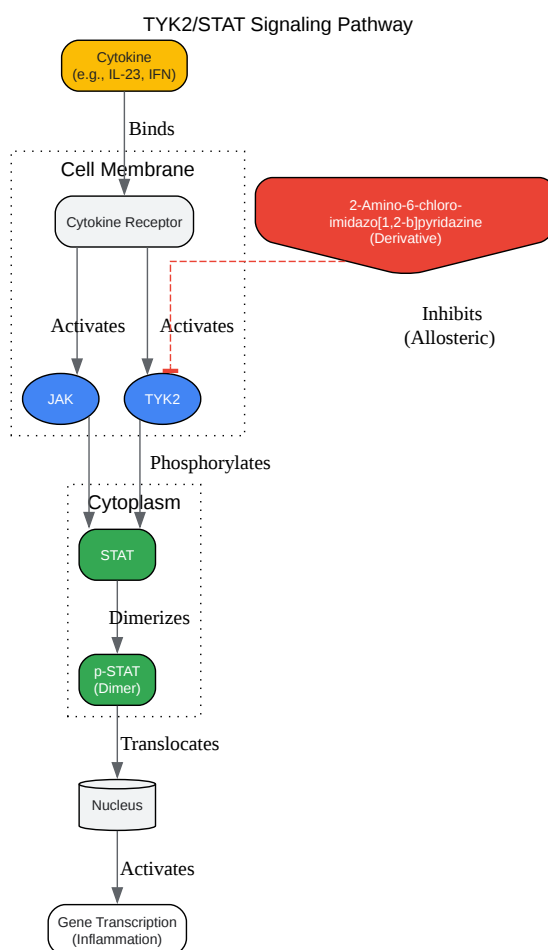 TYK2/STAT Signaling Pathway
Cytokine
(e.g., IL-23, IFN)
Binds
Cell Membrane
Cytokine Receptor
2-Amino-6-chloro-
imidazo[1,2-b]pyridazine
(Derivative)
Inhibits
(Allosteric)
Activates
Activates
JAK
TYK2
Phosphorylates
Cytoplasm
STAT
Dimerizes
p-STAT
(Dimer)
Translocates
Nucleus
Activates
Gene Transcription
(Inflammation)